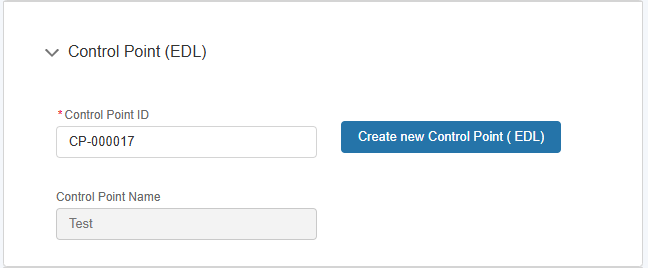 Control Point (EDL)
* Control Point ID
CP-000017
Create new Control Point ( EDL)
Control Point Name
Test